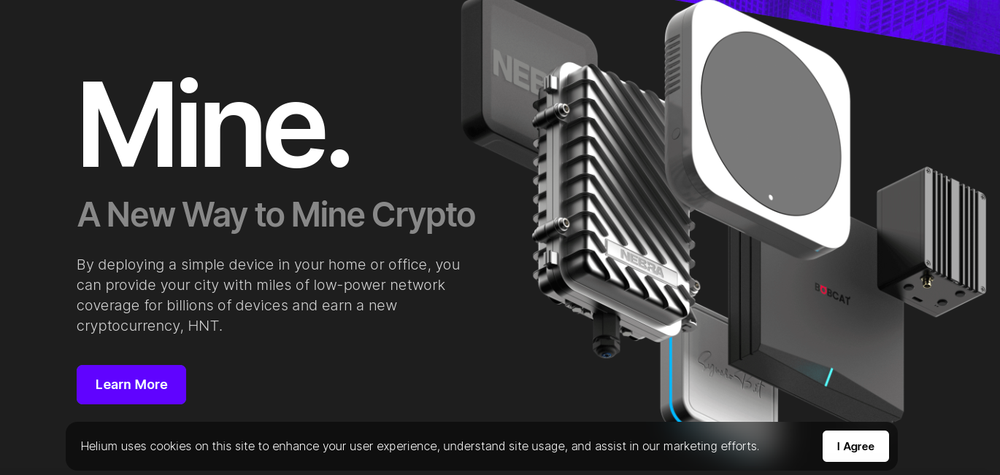 Mine.
A New Way to Mine Crypto
By deploying a simple device in your home or office, you
can provide your city with miles of low-power network
coverage for billions of devices and earn a new
cryptocurrency, HNT.
Learn More
NEB
NEBRA
BOBCAT
Helium uses cookies on this site to enhance your user experience, understand site usage, and assist in our marketing efforts.
I Agree